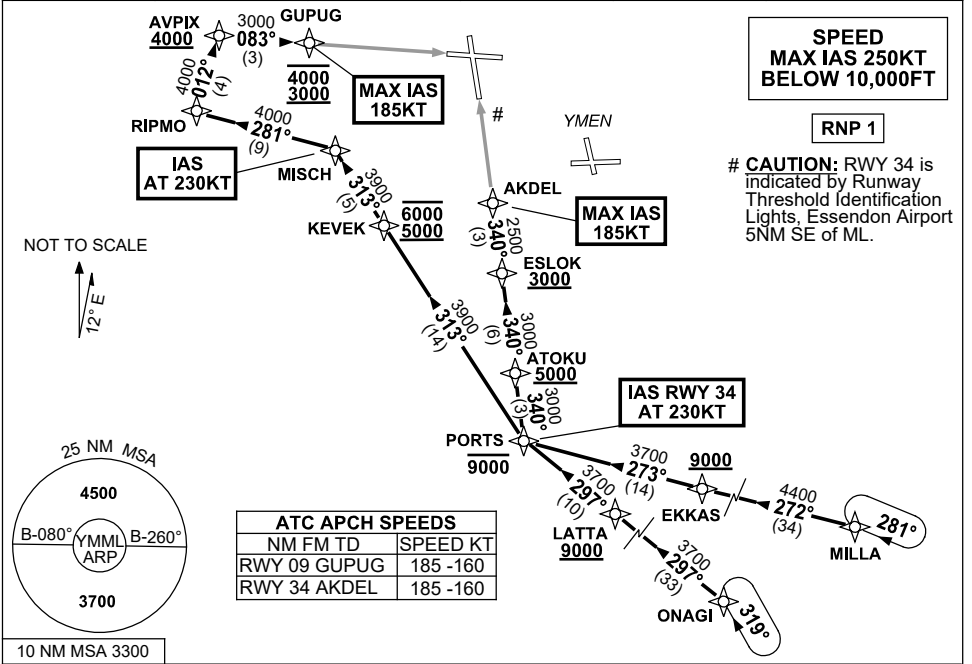 AVPIX
4000
3000
083°
(3)
GUPUG
4000
3000
MAX IAS
185KT
SPEED
MAX IAS 250KT
BELOW 10,000FT
4000
012°
(4)
RIPMO
4000
281°
(9)
IAS
AT 230KT
MISCH
#
YMEN
RNP 1
# CAUTION: RWY 34 is
indicated by Runway
Threshold Identification
Lights, Essendon Airport
5NM SE of ML.
AKDEL
MAX IAS
185KT
3900
313°
(5)
KEVEK
6000
5000
2500
340°
(3)
ESLOK
3000
NOT TO SCALE
12° E
3900
313°
(14)
3000
340°
(6)
ATOKU
5000
3000
340°
(3)
IAS RWY 34
AT 230KT
PORTS
9000
3700
273°
(14)
9000
EKKAS
4400
272°
(34)
281°
MILLA
3700
297°
(10)
LATTA
9000
3700
297°
(33)
ONAGI
319°
25 NM MSA
4500
B-080°
YMML
ARP
B-260°
3700
10 NM MSA 3300
ATC APCH SPEEDS
NM FM TD SPEED KT
RWY 09 GUPUG 185 -160
RWY 34 AKDEL 185 -160